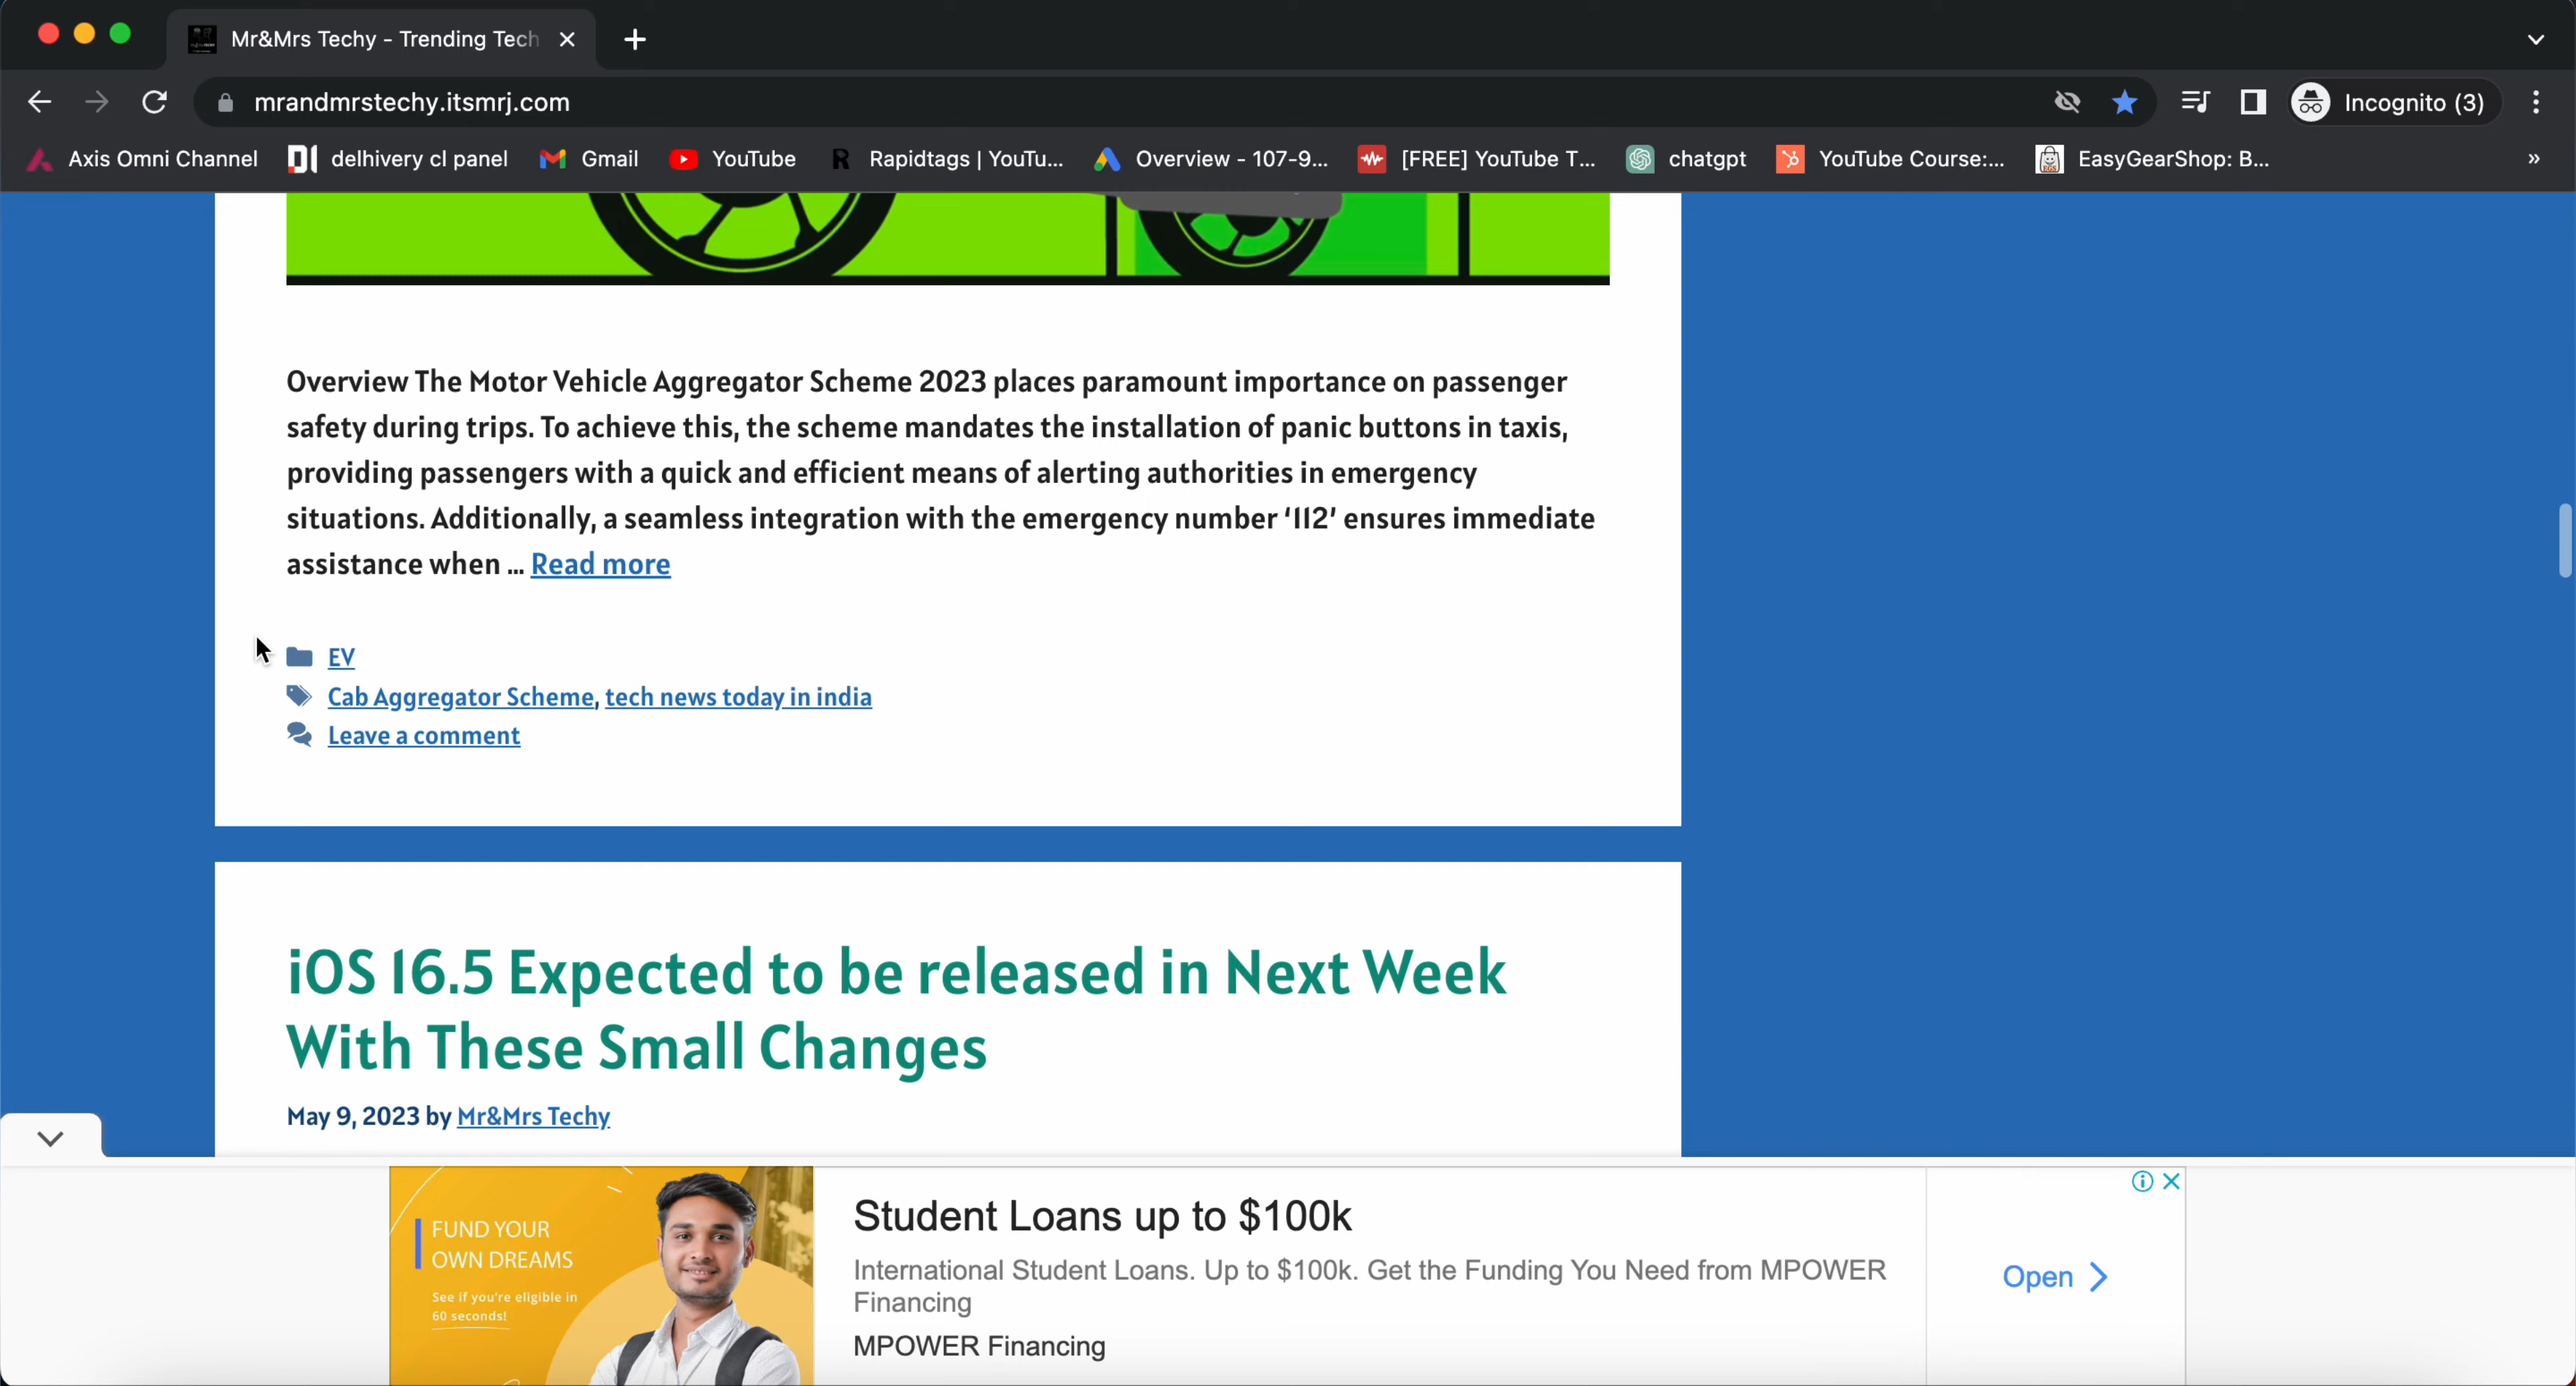 Mr&Mrs Techy - Trending Tech
mrandmrstechy.itsmrj.com
Incognito (3)
Axis Omni Channel
delhivery cl panel
Gmail
YouTube
Rapidtags | YouTu...
Overview - 107-9...
[FREE] YouTube T...
chatgpt
YouTube Course:...
EasyGearShop: B...
»
Overview The Motor Vehicle Aggregator Scheme 2023 places paramount importance on passenger
safety during trips. To achieve this, the scheme mandates the installation of panic buttons in taxis,
providing passengers with a quick and efficient means of alerting authorities in emergency
situations. Additionally, a seamless integration with the emergency number ‘112’ ensures immediate
assistance when ... Read more
EV
Cab Aggregator Scheme, tech news today in india
Leave a comment
iOS 16.5 Expected to be released in Next Week
With These Small Changes
May 9, 2023 by Mr&Mrs Techy
FUND YOUR
OWN DREAMS
See if you're eligible in
60 seconds!
Student Loans up to $100k
International Student Loans. Up to $100k. Get the Funding You Need from MPOWER
Financing
MPOWER Financing
Open